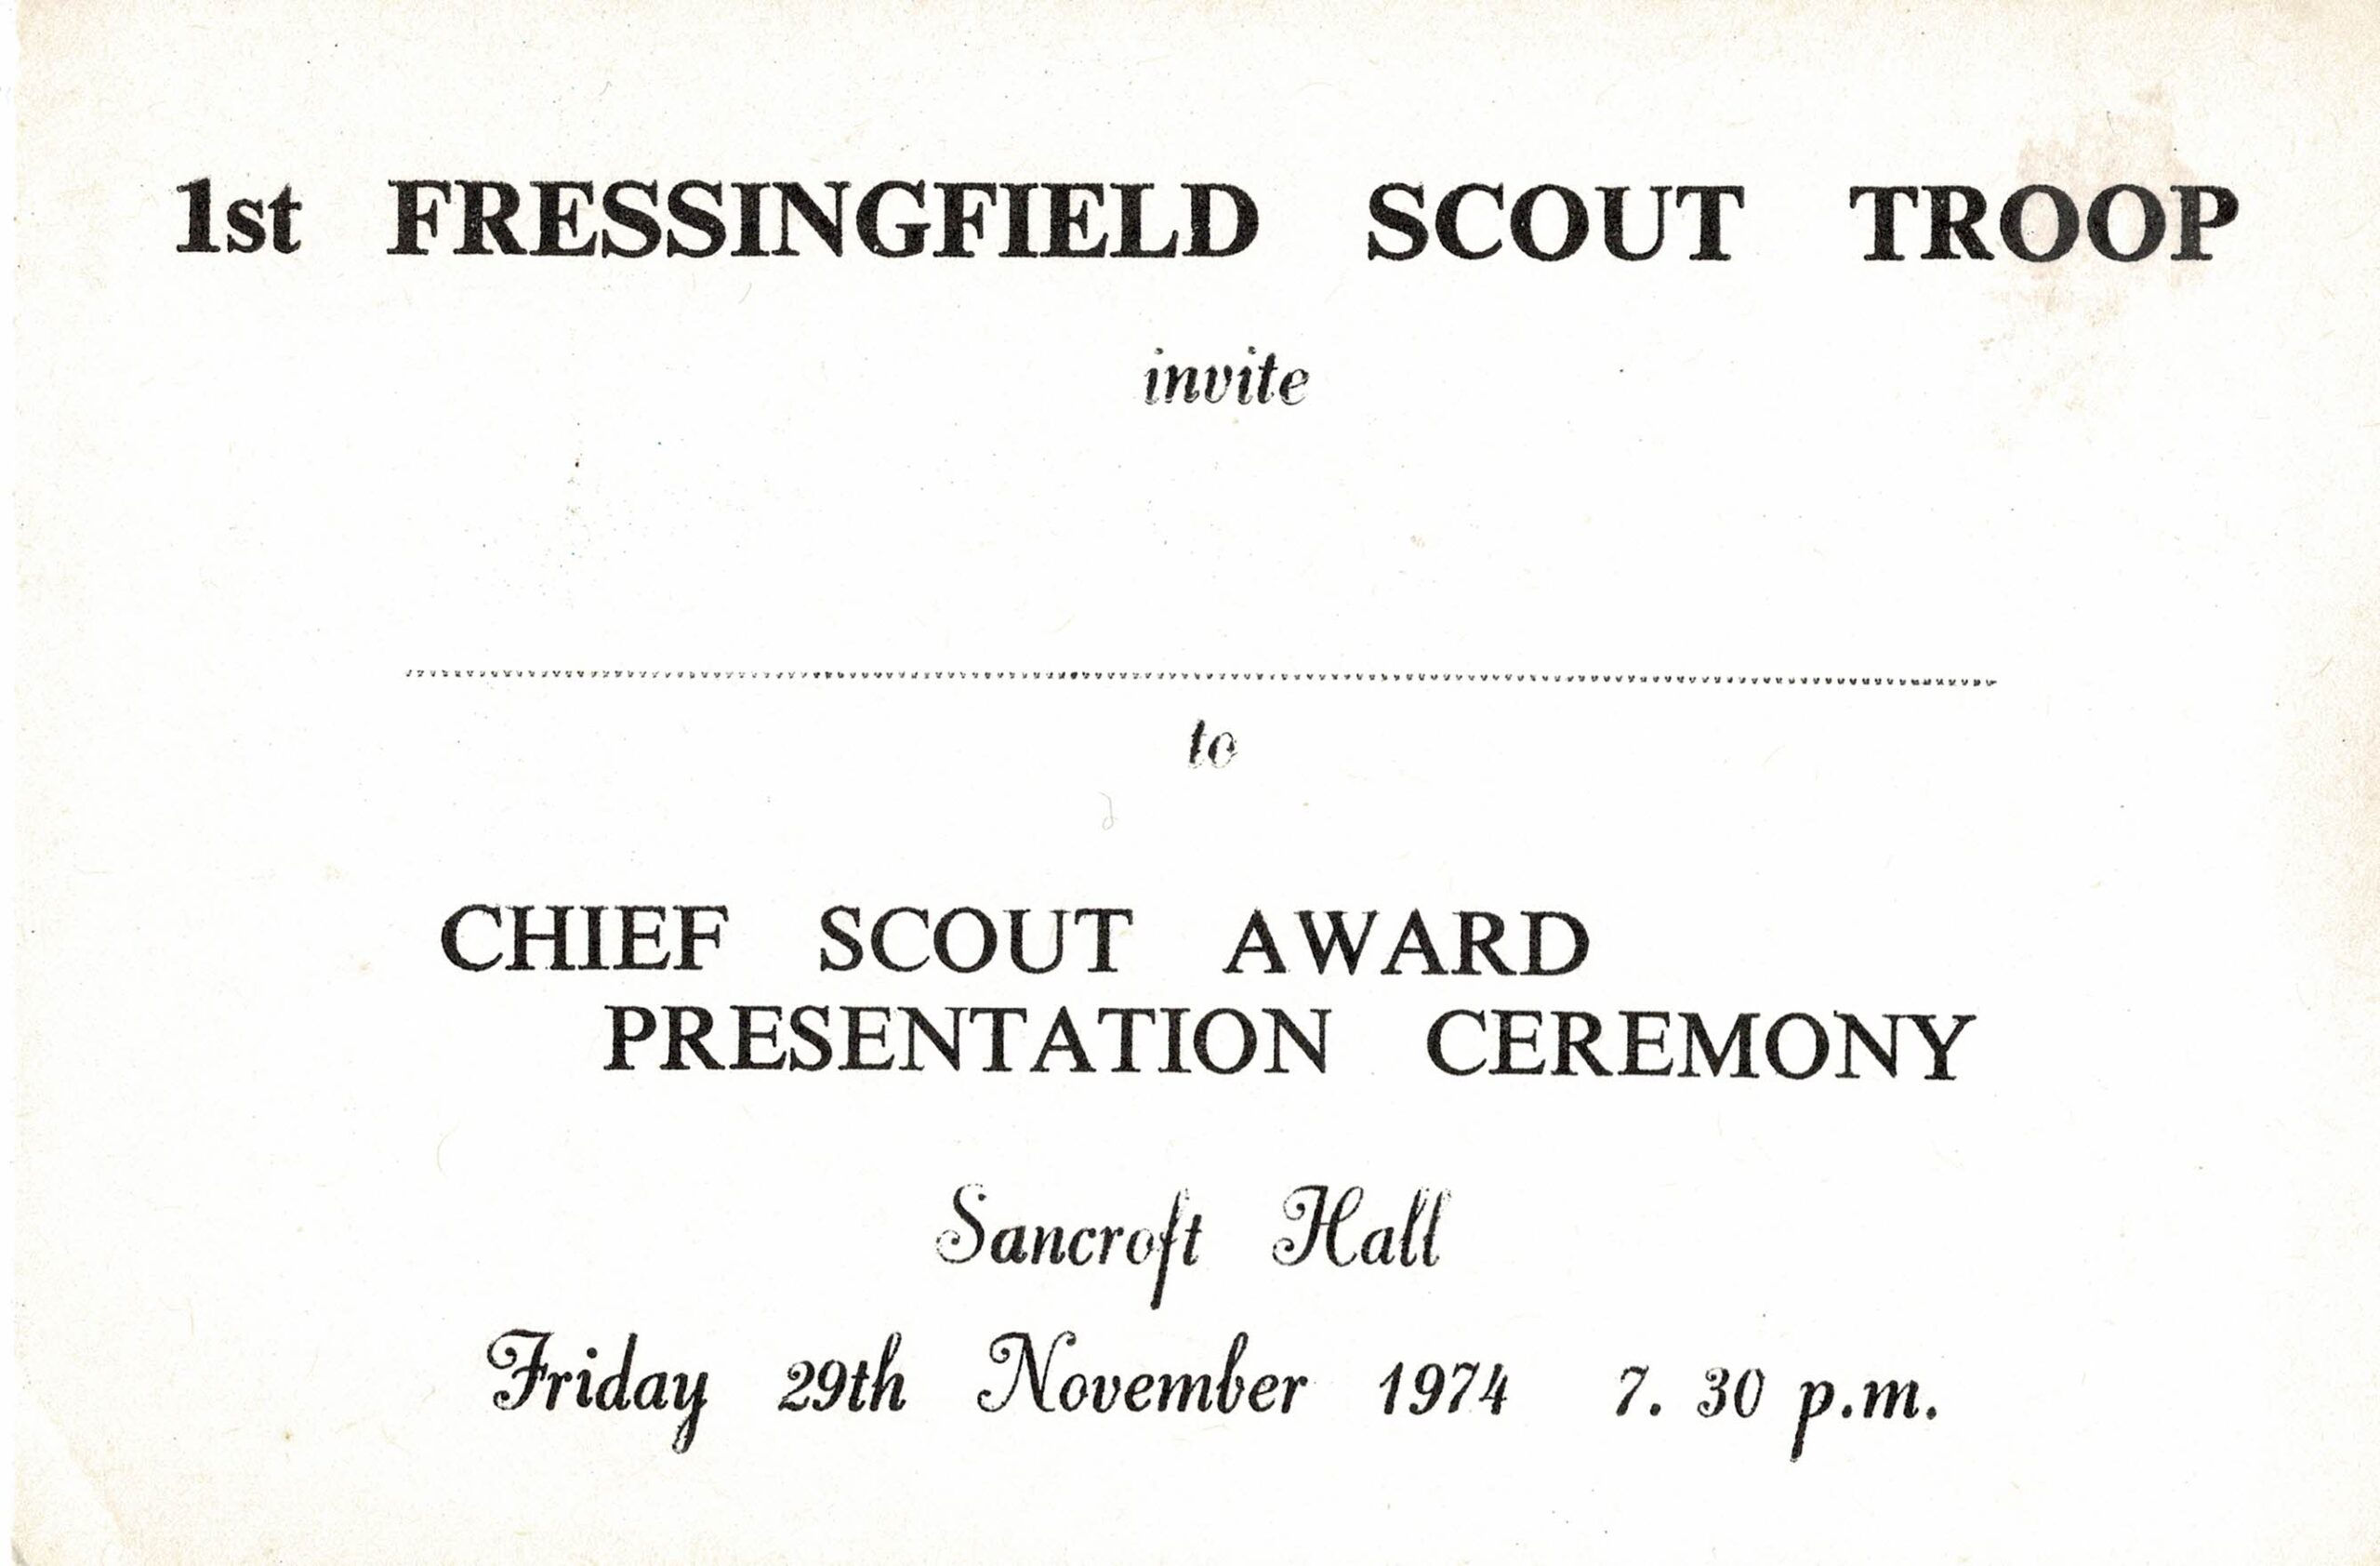 1st FRESSINGFIELD SCOUT TROOP
invite
to
CHIEF SCOUT AWARD
PRESENTATION CEREMONY
Sancroft Hall
Friday 29th November 1974 7. 30 p.m.